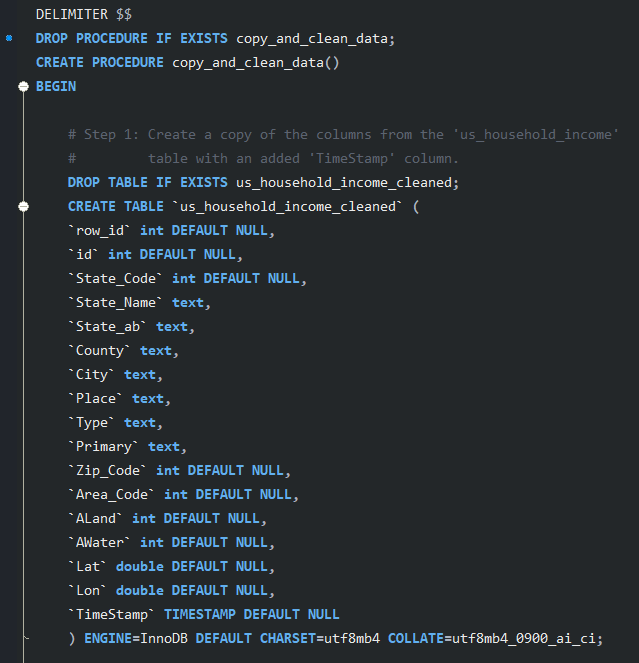 DELIMITER $$
DROP PROCEDURE IF EXISTS copy_and_clean_data;
CREATE PROCEDURE copy_and_clean_data()
BEGIN
# Step 1: Create a copy of the columns from the 'us_household_income'
#         table with an added 'TimeStamp' column.
DROP TABLE IF EXISTS us_household_income_cleaned;
CREATE TABLE `us_household_income_cleaned` (
`row_id` int DEFAULT NULL,
`id` int DEFAULT NULL,
`State_Code` int DEFAULT NULL,
`State_Name` text,
`State_ab` text,
`County` text,
`City` text,
`Place` text,
`Type` text,
`Primary` text,
`Zip_Code` int DEFAULT NULL,
`Area_Code` int DEFAULT NULL,
`ALand` int DEFAULT NULL,
`AWater` int DEFAULT NULL,
`Lat` double DEFAULT NULL,
`Lon` double DEFAULT NULL,
`TimeStamp` TIMESTAMP DEFAULT NULL
) ENGINE=InnoDB DEFAULT CHARSET=utf8mb4 COLLATE=utf8mb4_0900_ai_ci;